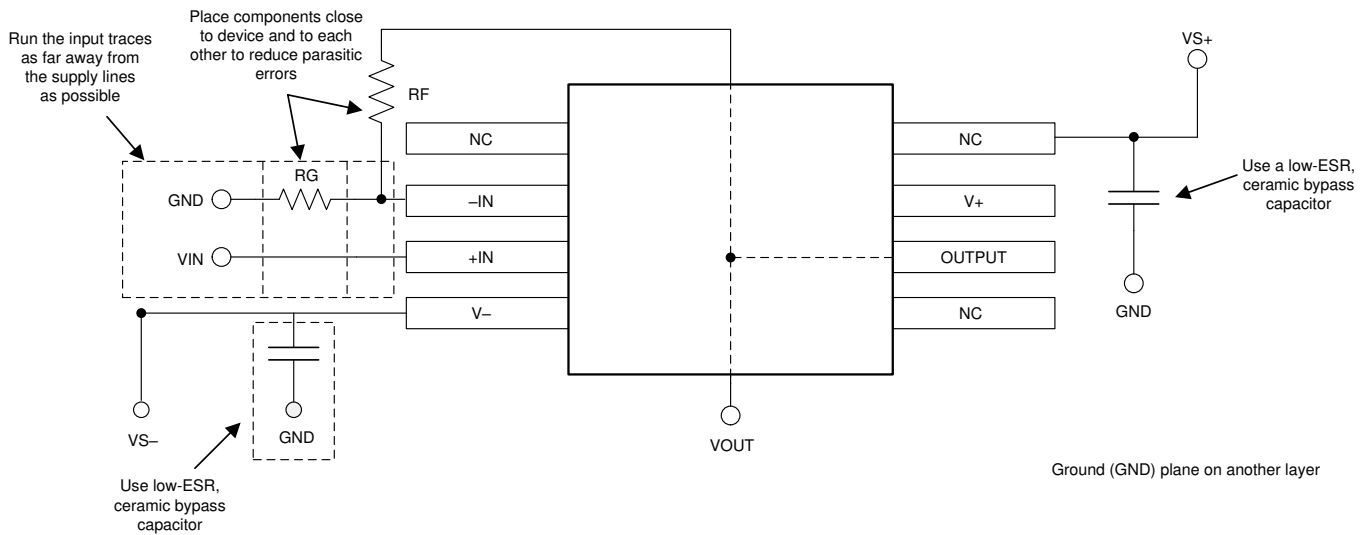 Place components close
to device and to each
other to reduce parasitic
errors
Run the input traces
as far away from
the supply lines
as possible
VS+
RF
NC
NC
Use a low-ESR,
ceramic bypass
capacitor
RG
GND
–IN
V+
VIN
+IN
OUTPUT
GND
V–
NC
VS–
GND
VOUT
Ground (GND) plane on another layer
Use low-ESR,
ceramic bypass
capacitor